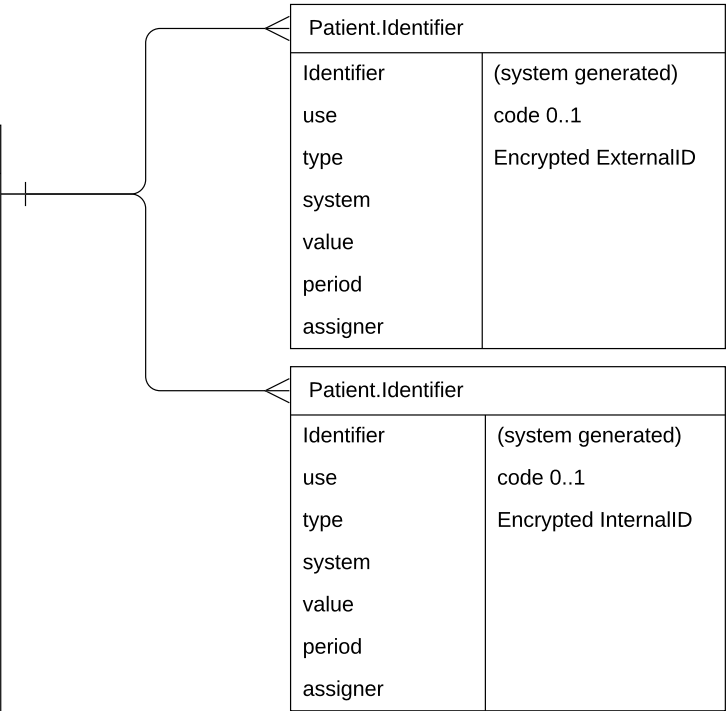 Patient.Identifier
Identifier (system generated)
use code 0..1
type Encrypted ExternalID
system
value
period
assigner
Patient.Identifier
Identifier (system generated)
use code 0..1
type Encrypted InternalID
system
value
period
assigner